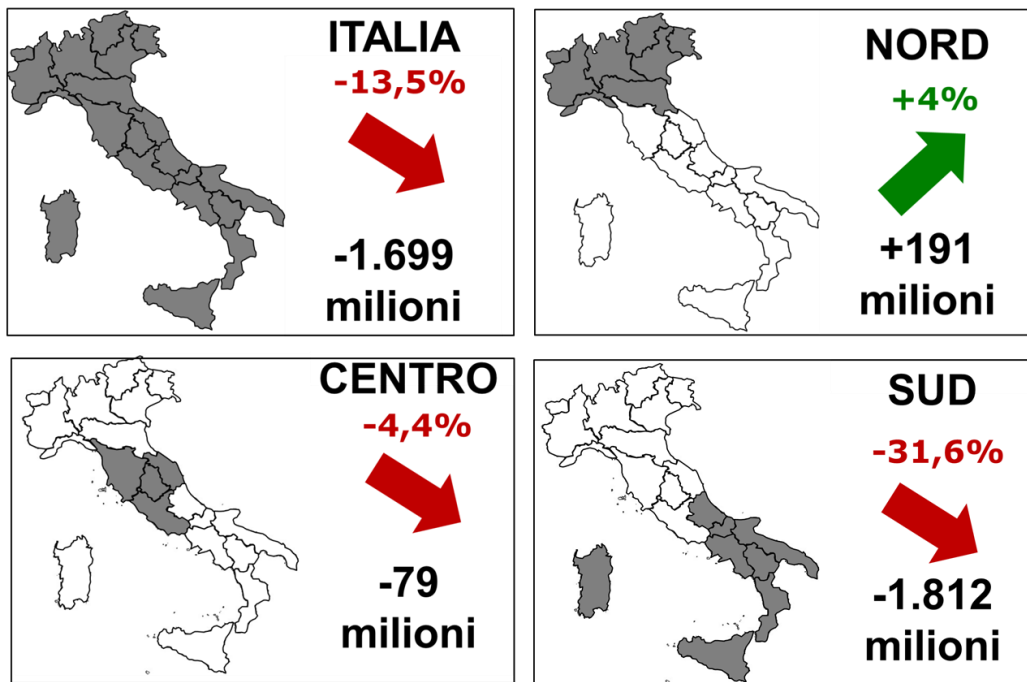 ITALIA
-13,5%
-1.699
milioni
NORD
+4%
+191
milioni
CENTRO
-4,4%
-79
milioni
SUD
-31,6%
-1.812
milioni